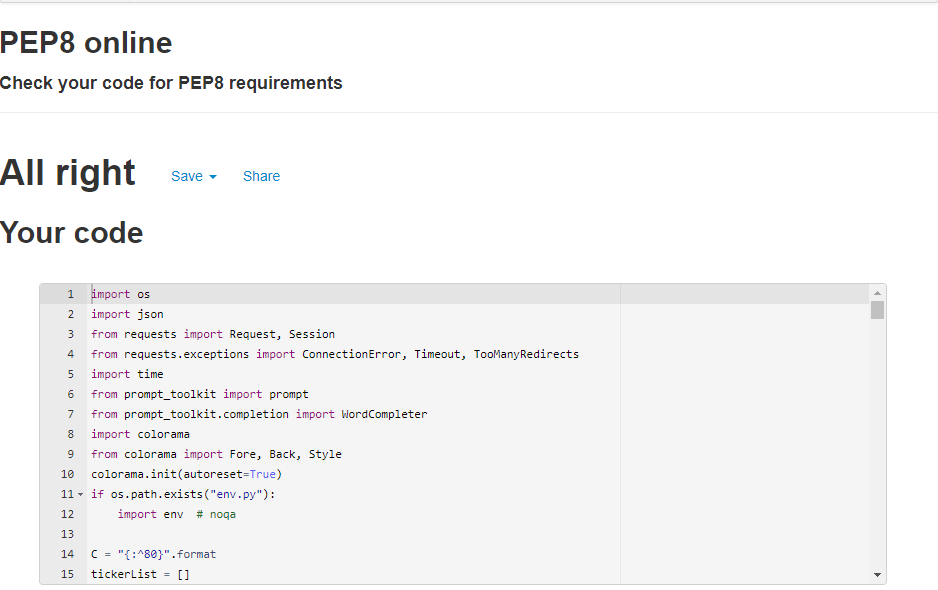 PEP8 online
Check your code for PEP8 requirements
All right Save Share
Your code
1 import os
2 import json
3 from requests import Request, Session
4 from requests.exceptions import ConnectionError, Timeout, TooManyRedirects
5 import time
6 from prompt_toolkit import prompt
7 from prompt_toolkit.completion import WordCompleter
8 import colorama
9 from colorama import Fore, Back, Style
10 colorama.init(autoreset=True)
11 if os.path.exists("env.py"):
12     import env  # noqa
13
14 C = "{:^80}".format
15 tickerList = []